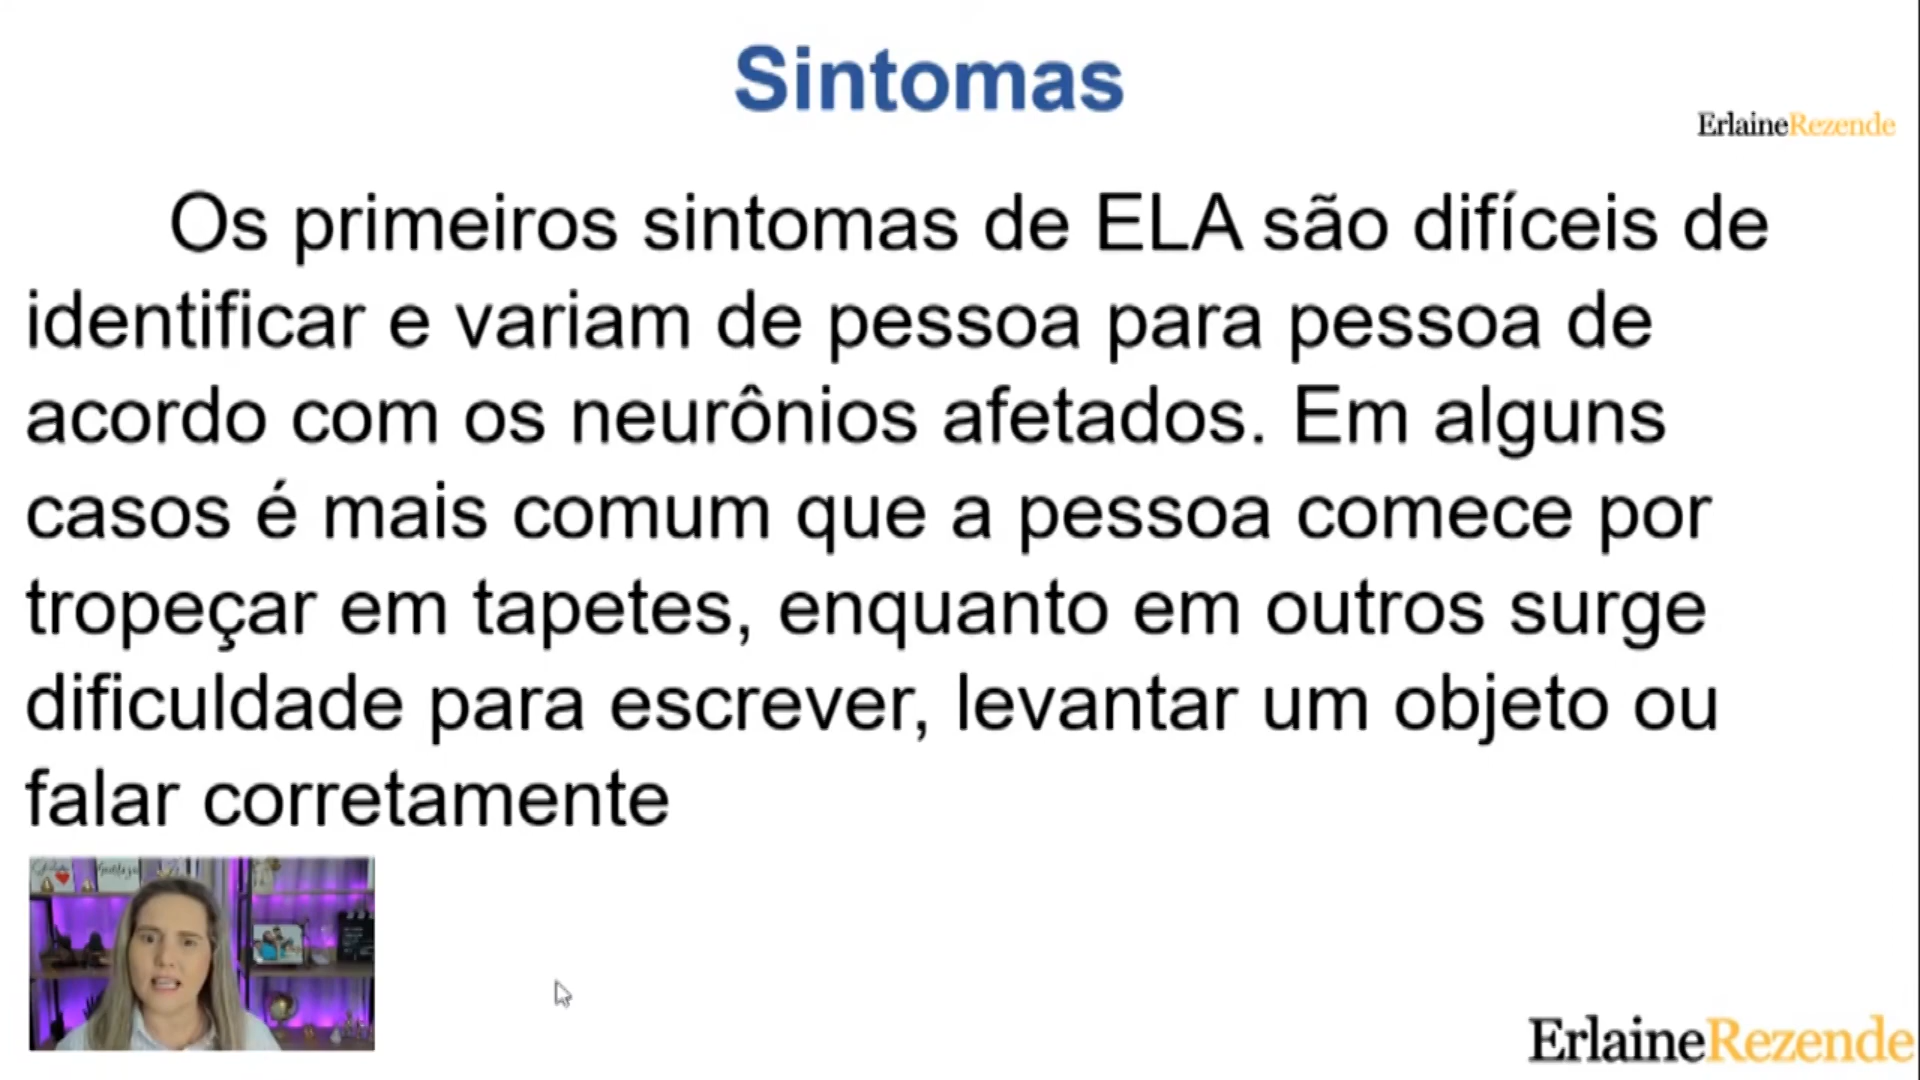 Sintomas
ErlaineRezende
Os primeiros sintomas de ELA são difíceis de
identificar e variam de pessoa para pessoa de
acordo com os neurônios afetados. Em alguns
casos é mais comum que a pessoa comece por
tropeçar em tapetes, enquanto em outros surge
dificuldade para escrever, levantar um objeto ou
falar corretamente
ErlaineRezende